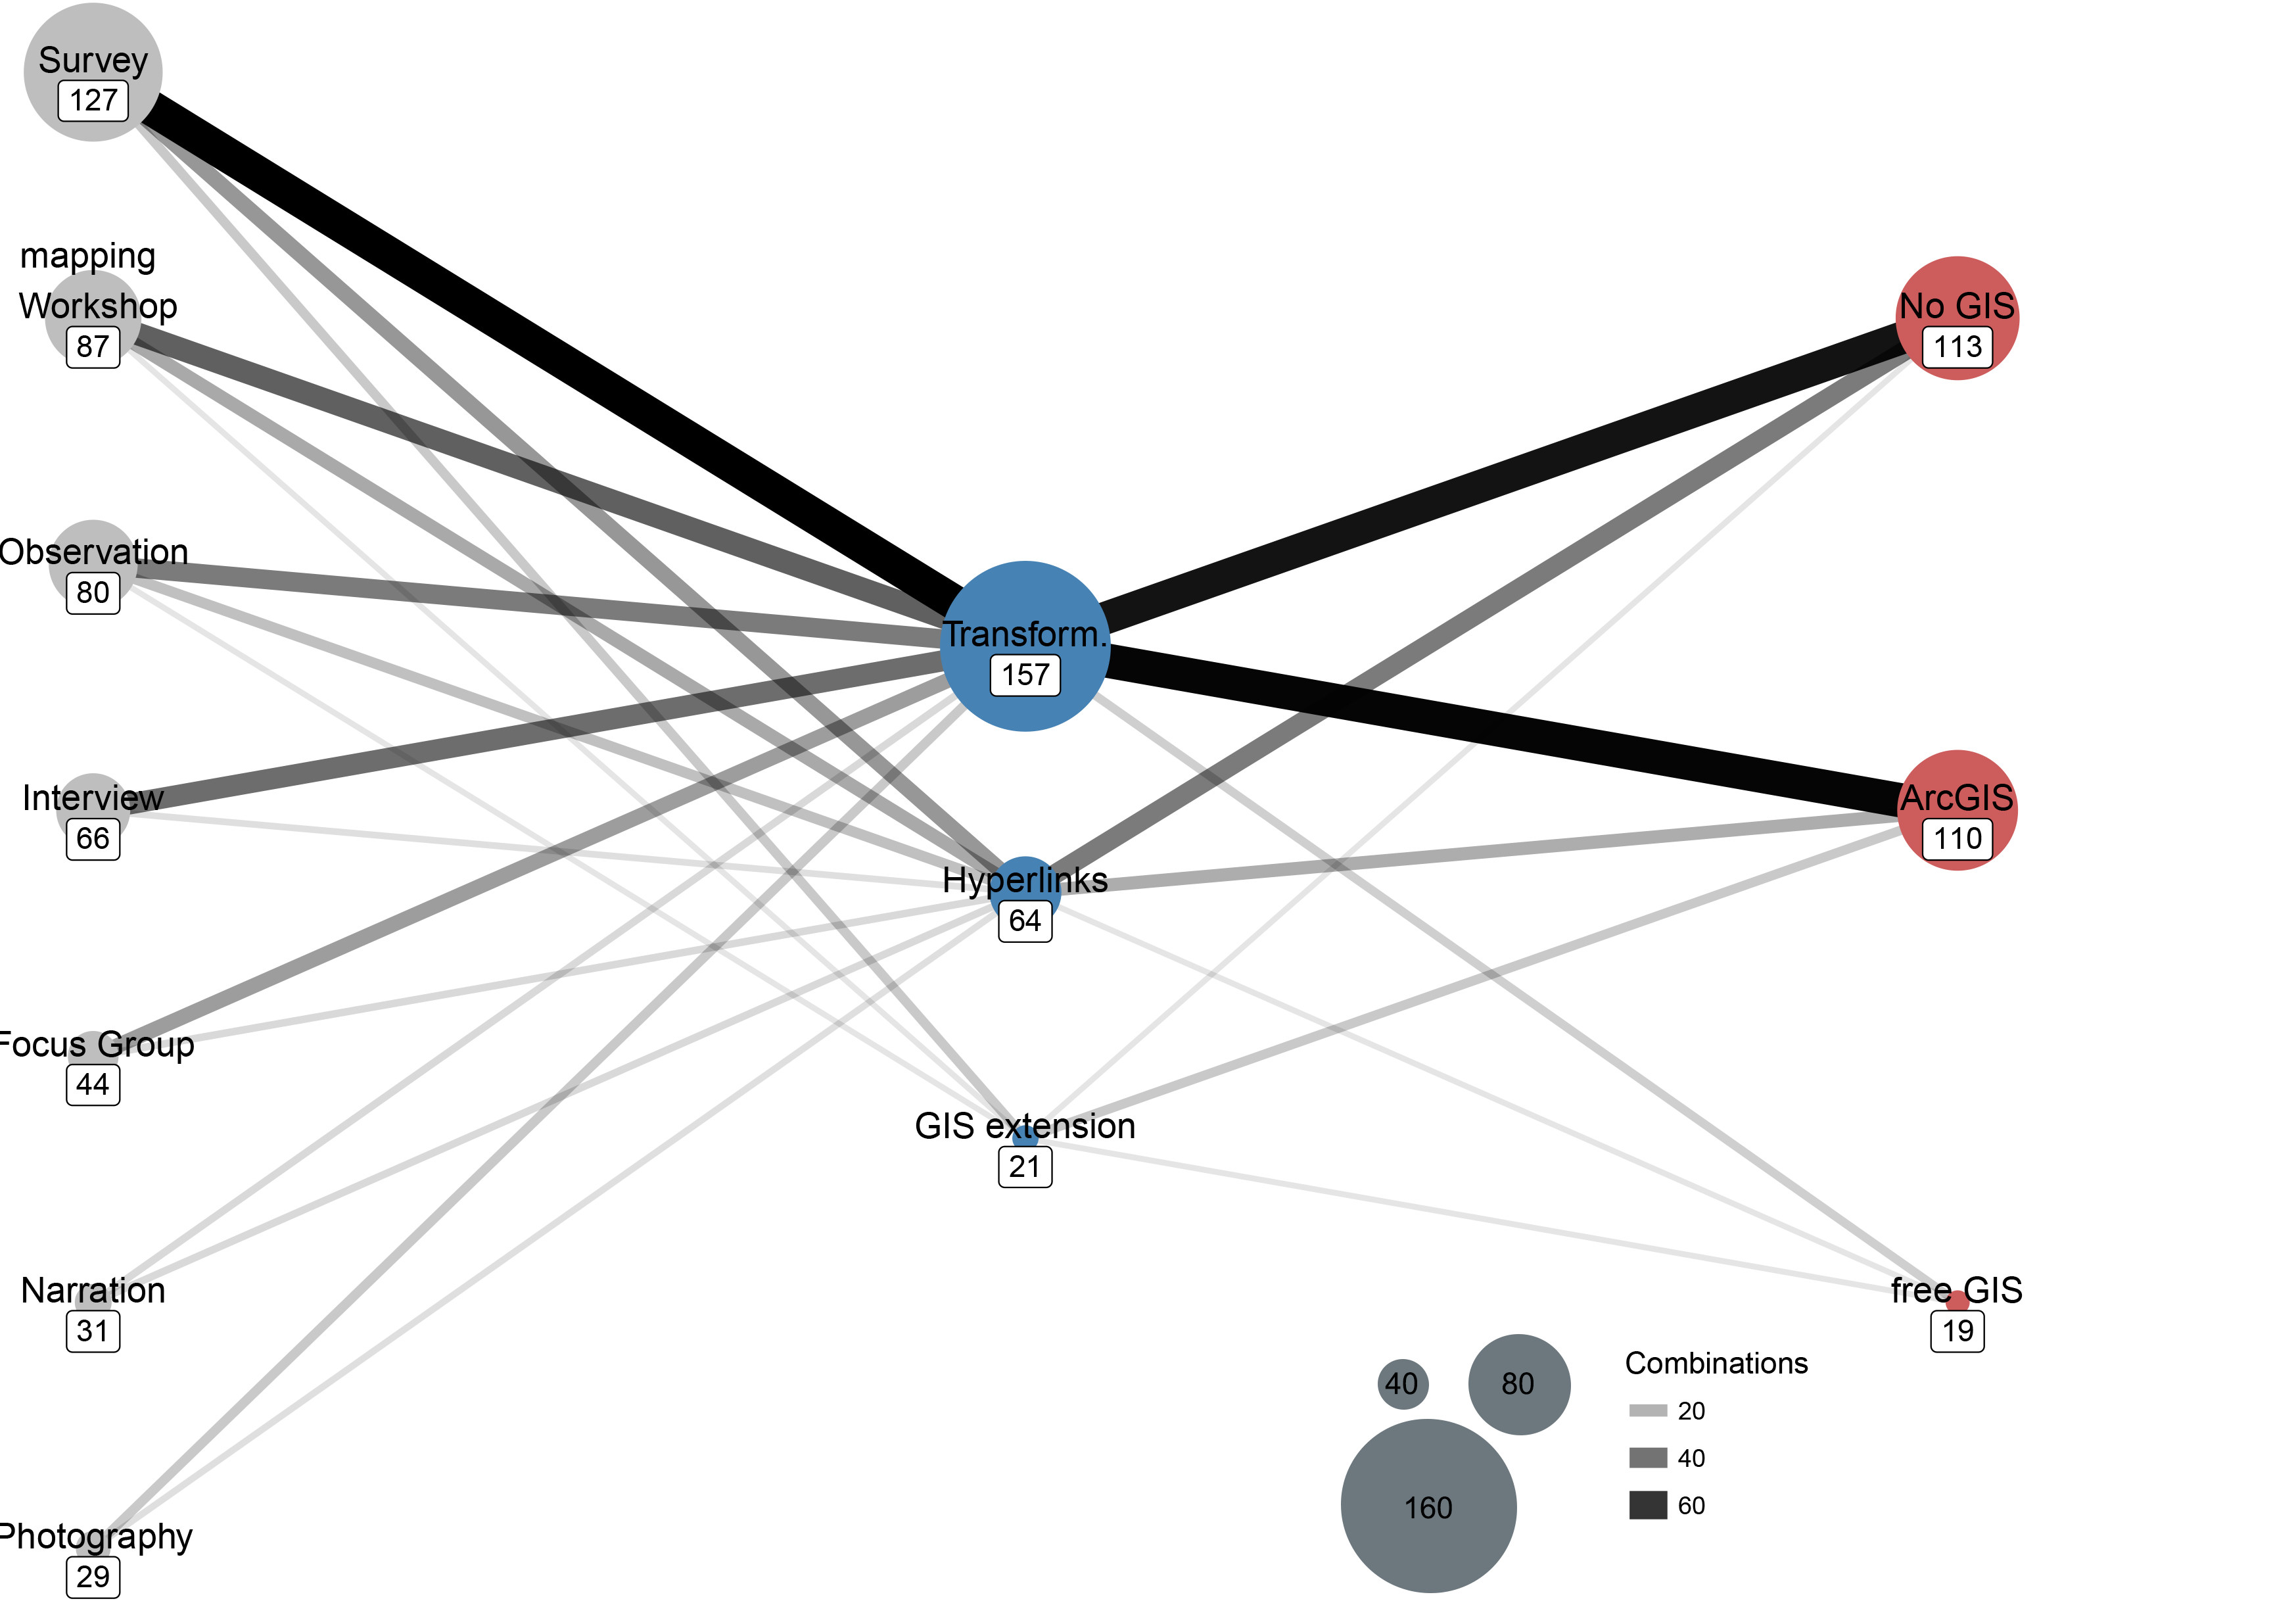 Survey
127
mapping
Workshop
87
Observation
80
Interview
66
Focus Group
44
Narration
31
Photography
29
Transform.
157
Hyperlinks
64
GIS extension
21
No GIS
113
ArcGIS
110
free GIS
19
40
80
160
Combinations
20
40
60